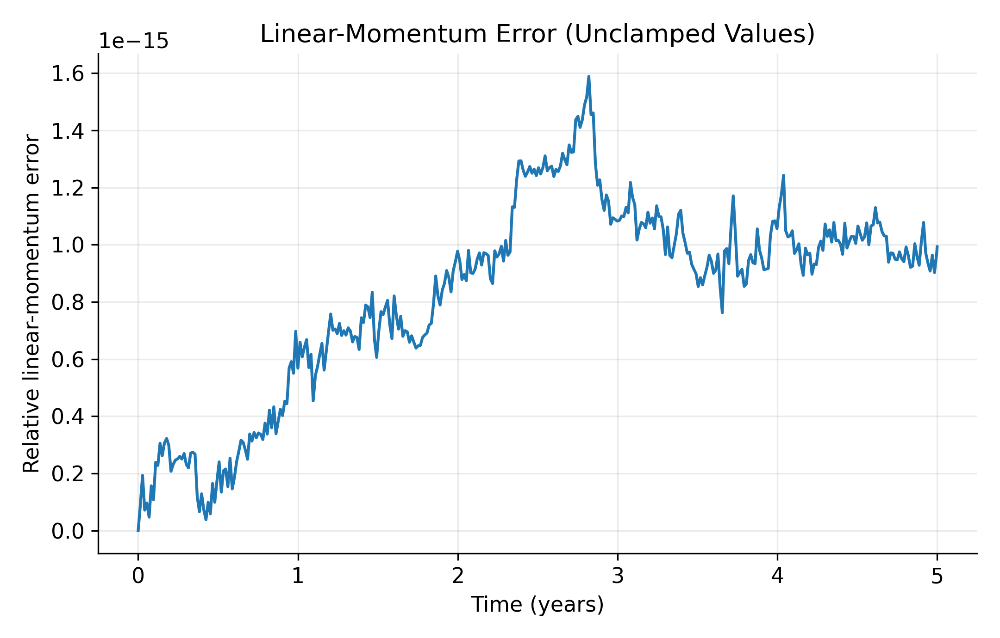 Linear-Momentum Error (Unclamped Values)
1e−15
Relative linear-momentum error
1.6
1.4
1.2
1.0
0.8
0.6
0.4
0.2
0.0
0 1 2 3 4 5
Time (years)